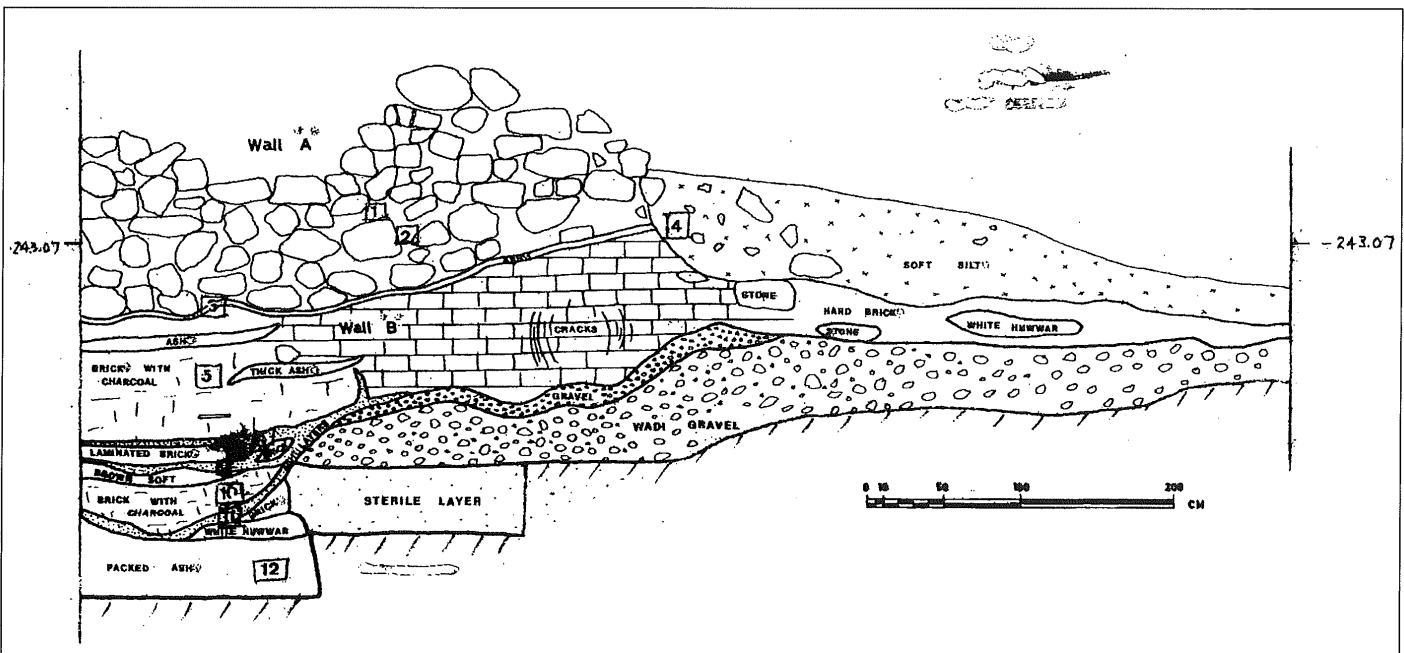 Wall A
1
2
4
-243.07
-243.07
SOFT SILT
3
STONE
HARD BRICK
Wall B
CRACKS
STONE
WHITE HUWWAR
ASH
BRICK WITH
CHARCOAL
5
THICK ASH
GRAVEL
WADI GRAVEL
LAMINATED BRICK
BROWN SOFT
10
BRICK WITH
CHARCOAL
11
BRICK
WHITE HUWWAR
STERILE LAYER
0 10 50 100 200
CM
PACKED ASH
12